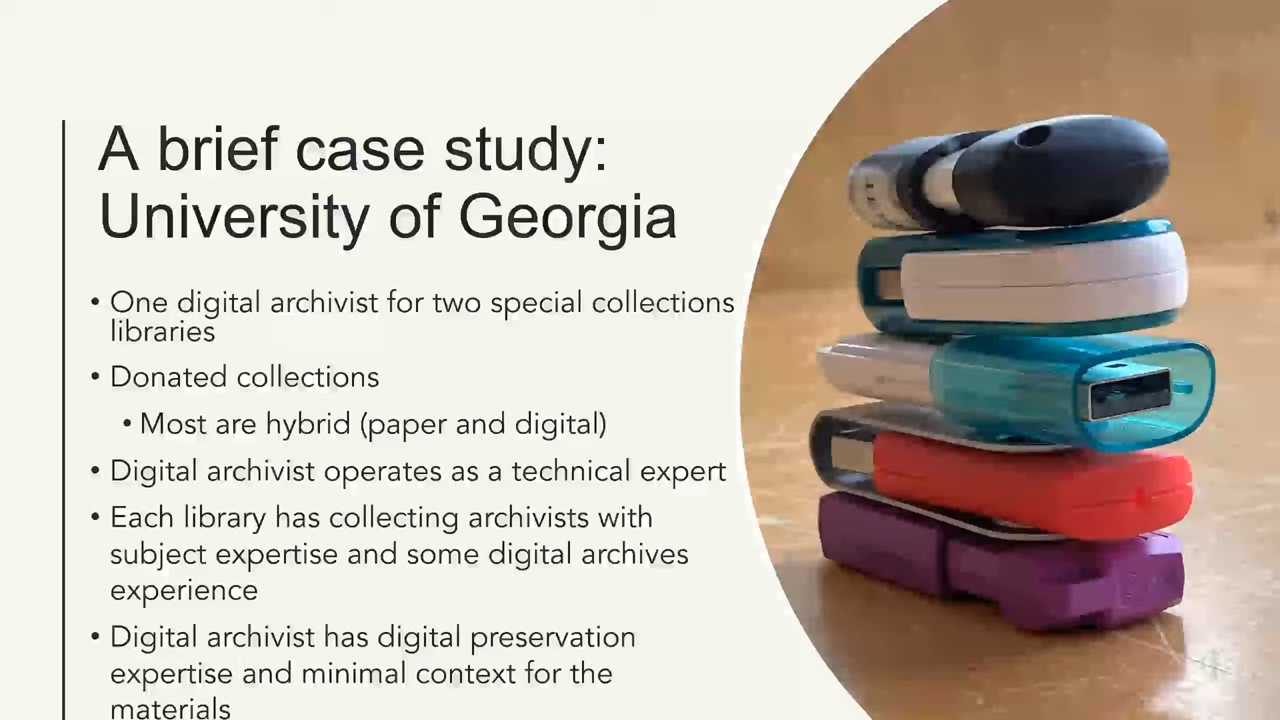 A brief case study:
University of Georgia
• One digital archivist for two special collections
libraries
• Donated collections
• Most are hybrid (paper and digital)
• Digital archivist operates as a technical expert
• Each library has collecting archivists with
subject expertise and some digital archives
experience
• Digital archivist has digital preservation
expertise and minimal context for the
materials